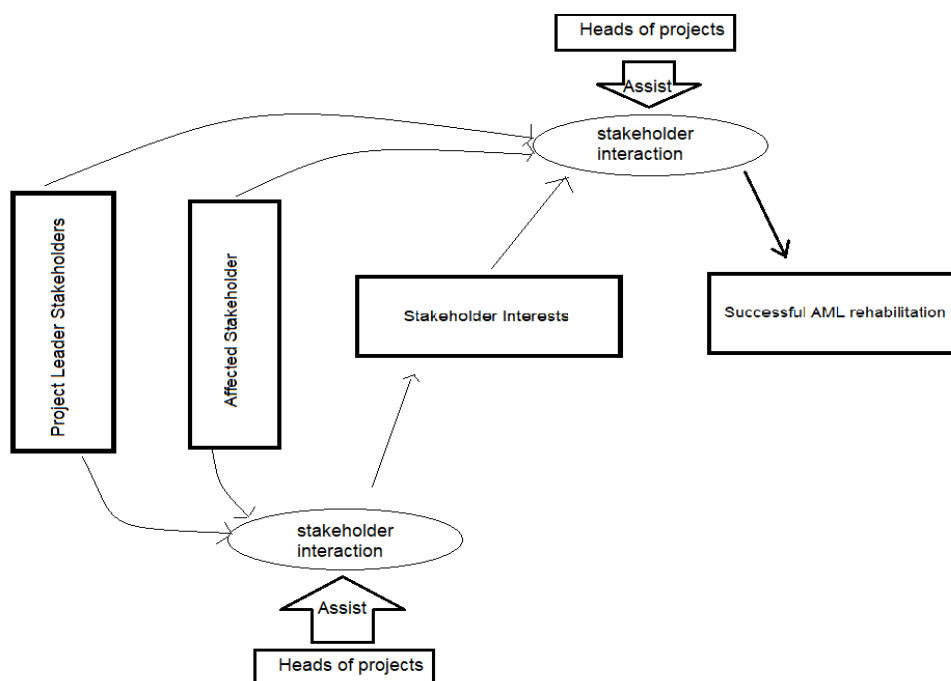 Heads of projects
Assist
stakeholder
interaction
Project Leader Stakeholders
Affected Stakeholder
Stakeholder Interests
Successful AML rehabilitation
stakeholder
interaction
Assist
Heads of projects